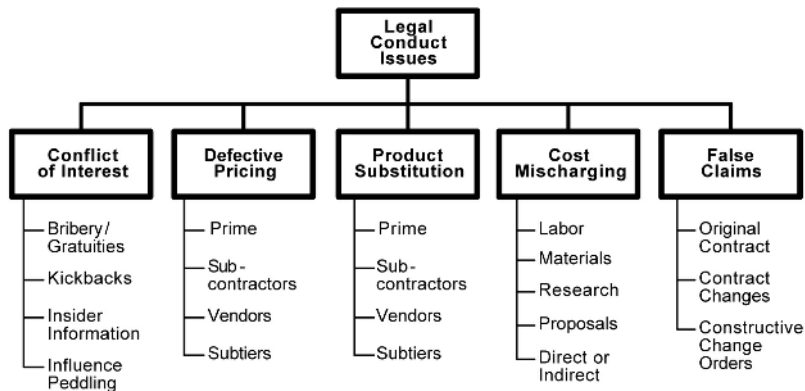 Legal
Conduct
Issues
Conflict
of Interest
Bribery/
Gratuities
Kickbacks
Insider
Information
Influence
Peddling
Defective
Pricing
Prime
Sub-
contractors
Vendors
Subtiers
Product
Substitution
Prime
Sub-
contractors
Vendors
Subtiers
Cost
Mischarging
Labor
Materials
Research
Proposals
Direct or
Indirect
False
Claims
Original
Contract
Contract
Changes
Constructive
Change
Orders